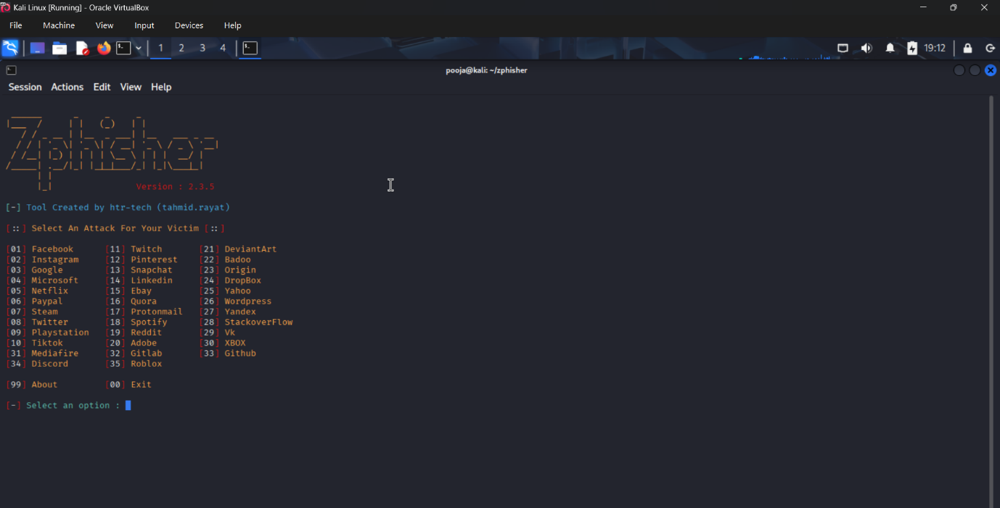 Kali Linux [Running] - Oracle VirtualBox
File Machine View Input Devices Help
1 2 3 4 19:12
pooja@kali: ~/zphisher
Session Actions Edit View Help
Zphisher
Version : 2.3.5
[-] Tool Created by htr-tech (tahmid.rayat)
[::] Select An Attack For Your Victim [::]
[01] Facebook [11] Twitch [21] DeviantArt
[02] Instagram [12] Pinterest [22] Badoo
[03] Google [13] Snapchat [23] Origin
[04] Microsoft [14] Linkedin [24] DropBox
[05] Netflix [15] Ebay [25] Yahoo
[06] Paypal [16] Quora [26] Wordpress
[07] Steam [17] Protonmail [27] Yandex
[08] Twitter [18] Spotify [28] StackoverFlow
[09] Playstation [19] Reddit [29] Vk
[10] Tiktok [20] Adobe [30] XBOX
[31] Mediafire [32] Gitlab [33] Github
[34] Discord [35] Roblox
[99] About [00] Exit
[-] Select an option :